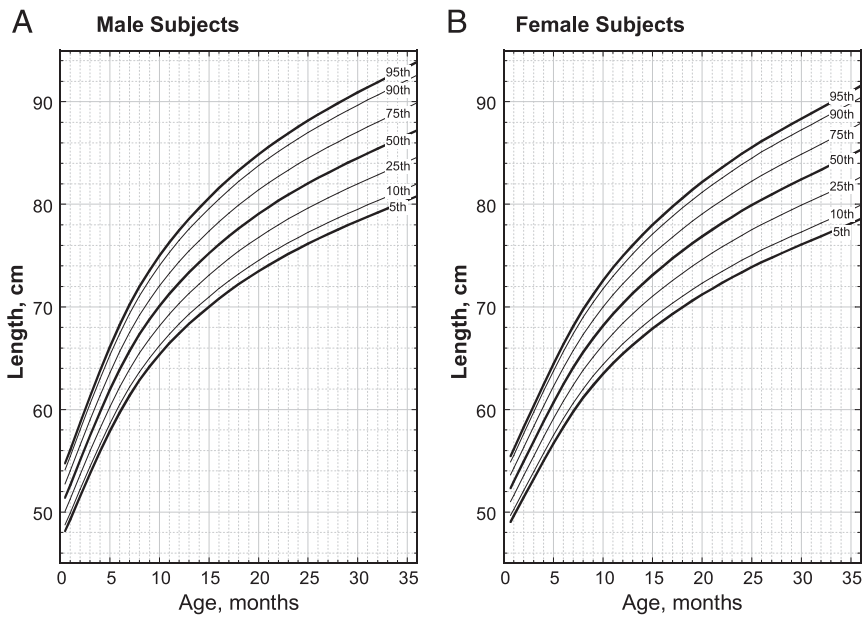 A Male Subjects
Length, cm
90
80
70
60
50
95th
90th
75th
50th
25th
10th
5th
0 5 10 15 20 25 30 35
Age, months
B Female Subjects
Length, cm
90
80
70
60
50
95th
90th
75th
50th
25th
10th
5th
0 5 10 15 20 25 30 35
Age, months